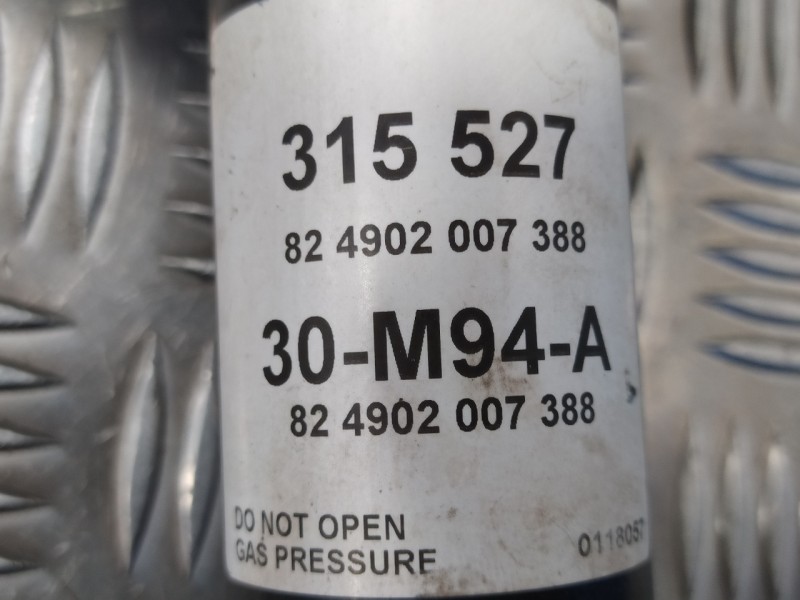 315 527
82 4902 007 388
30-M94-A
82 4902 007 388
DO NOT OPEN
GAS PRESSURE
0118057